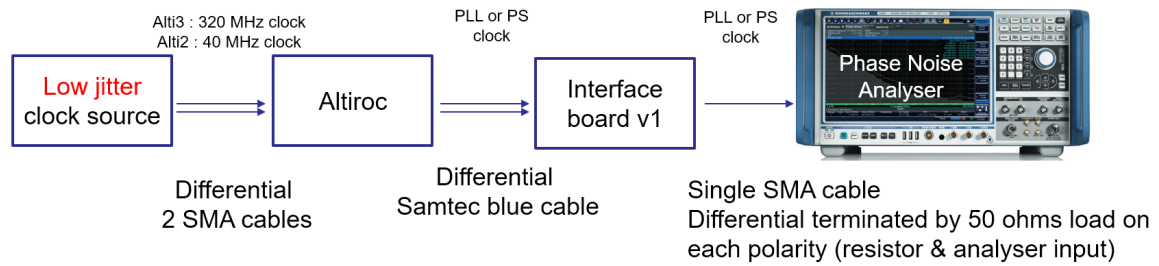 Alti3 : 320 MHz clock
Alti2 : 40 MHz clock
PLL or PS
clock
PLL or PS
clock
Low jitter
clock source
Altiroc
Interface
board v1
Phase Noise
Analyser
Differential
2 SMA cables
Differential
Samtec blue cable
Single SMA cable
Differential terminated by 50 ohms load on
each polarity (resistor & analyser input)